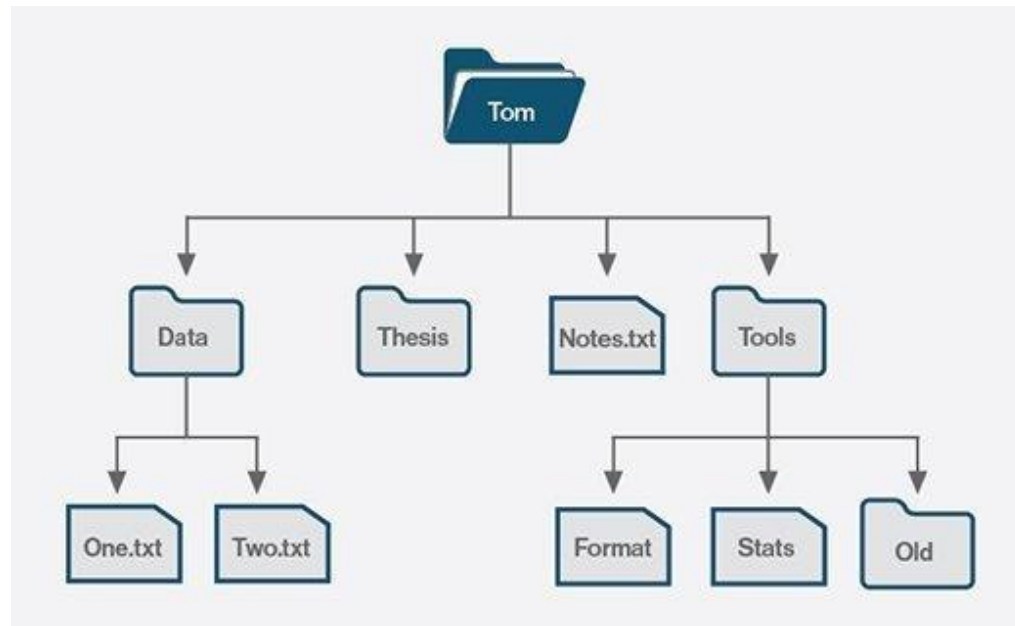 Tom
Data
Thesis
Notes.txt
Tools
One.txt
Two.txt
Format
Stats
Old